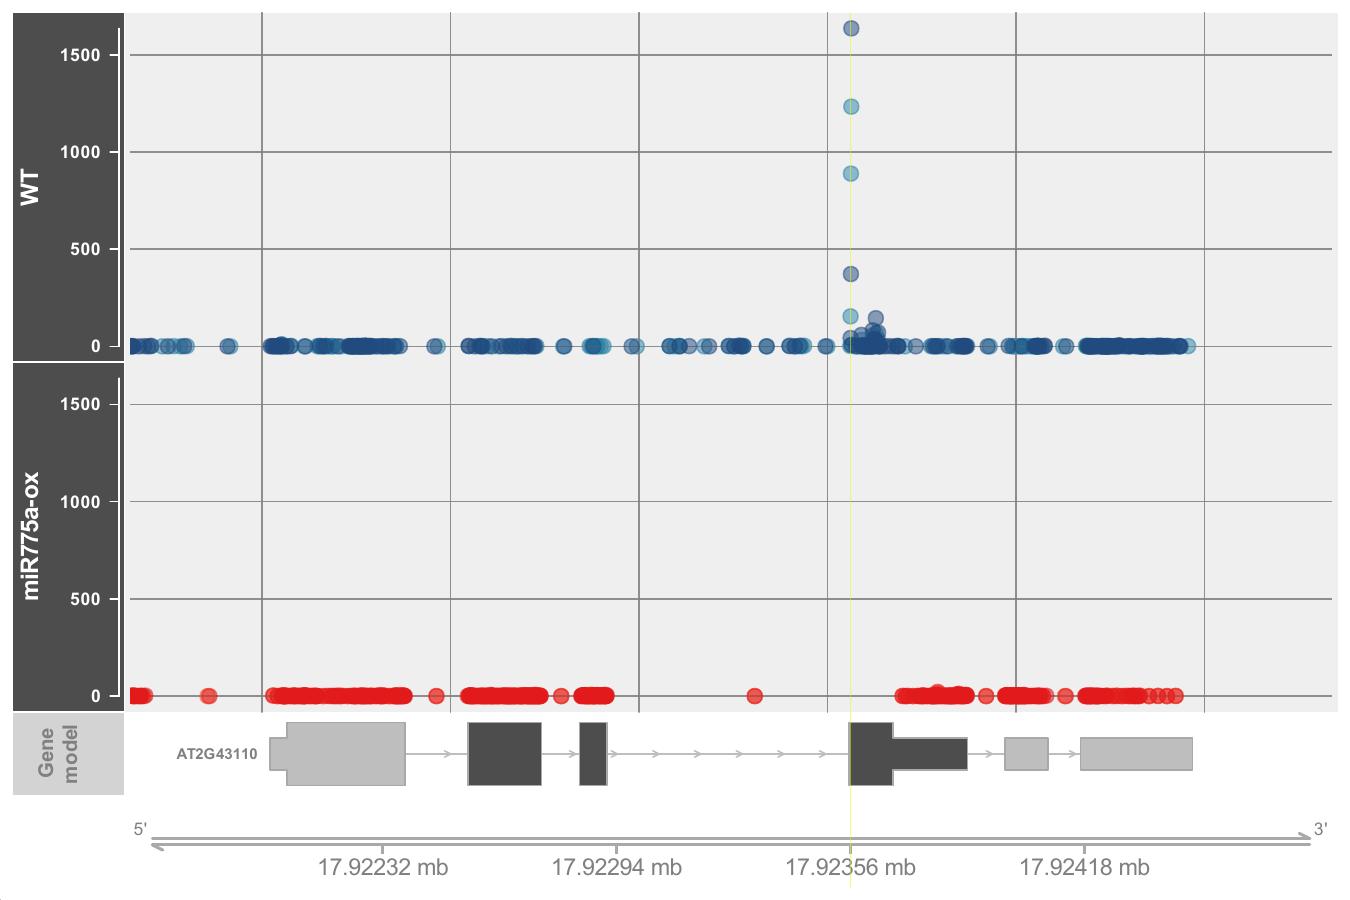 WT
1500
1000
500
0
miR775a-ox
1500
1000
500
0
Gene
model
AT2G43110
5'
3'
17.92232 mb
17.92294 mb
17.92356 mb
17.92418 mb